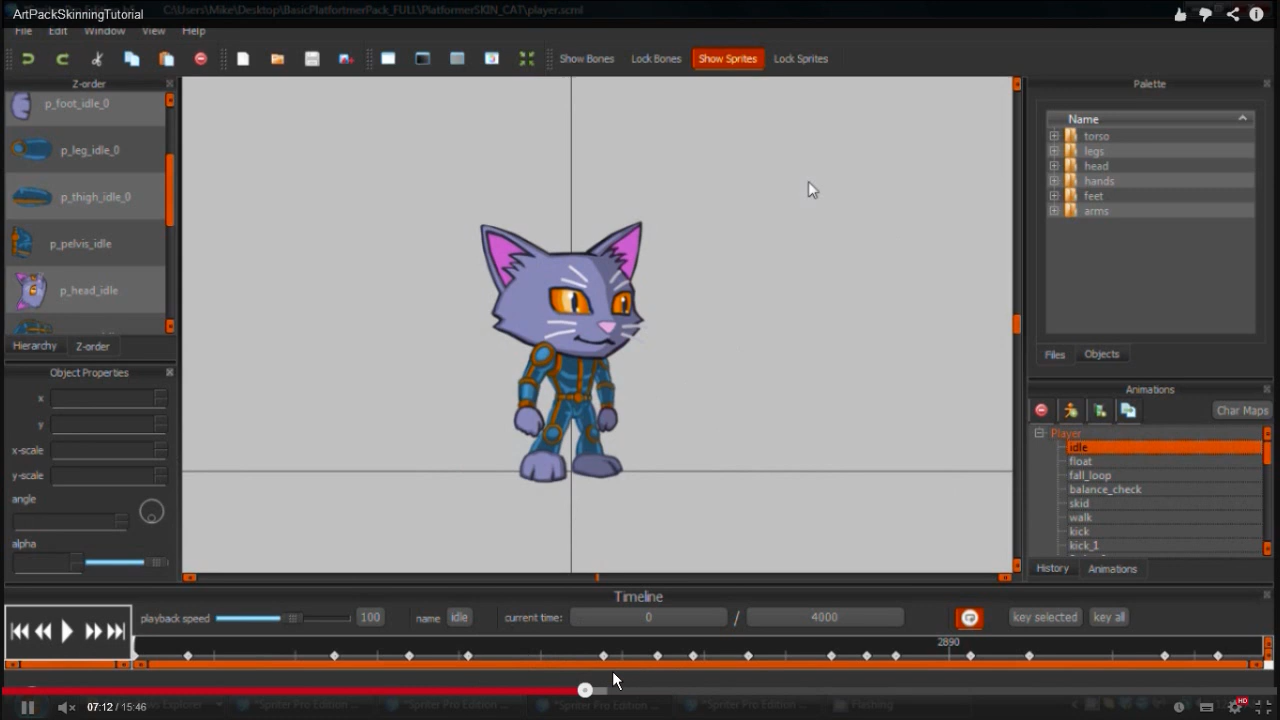 ArtPackSkinningTutorial
C:\Users\Mike\Desktop\BasicPlatfortmerPack_FULL\PlatformerSKIN_CAT\player.scml
File Edit Window View Help
Show Bones Lock Bones Show Sprites Lock Sprites
Z-order
p_foot_idle_0
p_leg_idle_0
p_thigh_idle_0
p_pelvis_idle
p_head_idle
Hierarchy Z-order
Object Properties
x
y
x-scale
y-scale
angle
alpha
Palette
Name
torso
legs
head
hands
feet
arms
Files Objects
Animations
Char Maps
Player
idle
float
fall_loop
balance_check
skid
walk
kick
kick_1
History Animations
Timeline
playback speed 100 name idle current time: 0 / 4000 key selected key all
2890
07:12 / 15:46
HD